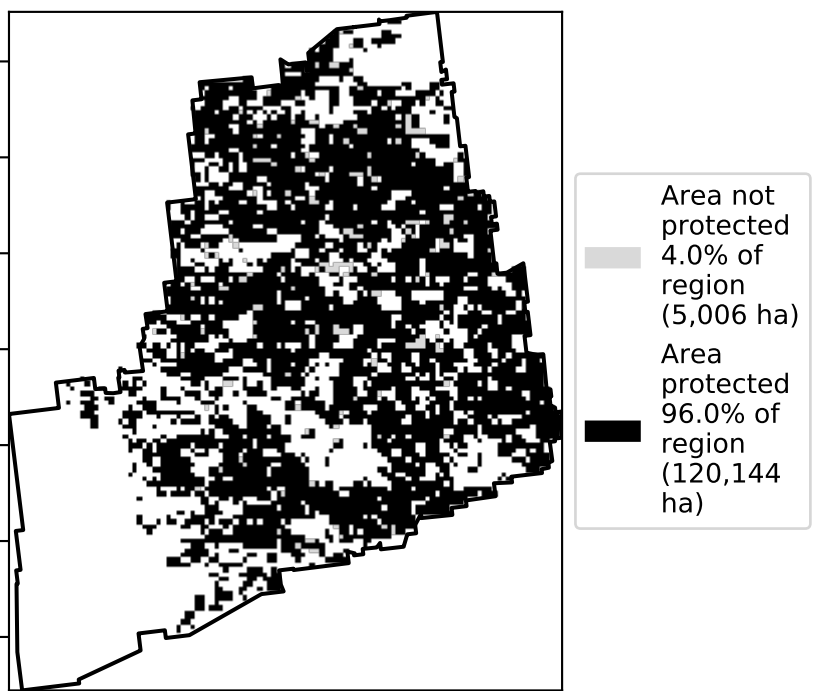 Area not
protected
4.0% of
region
(5,006 ha)
Area
protected
96.0% of
region
(120,144
ha)